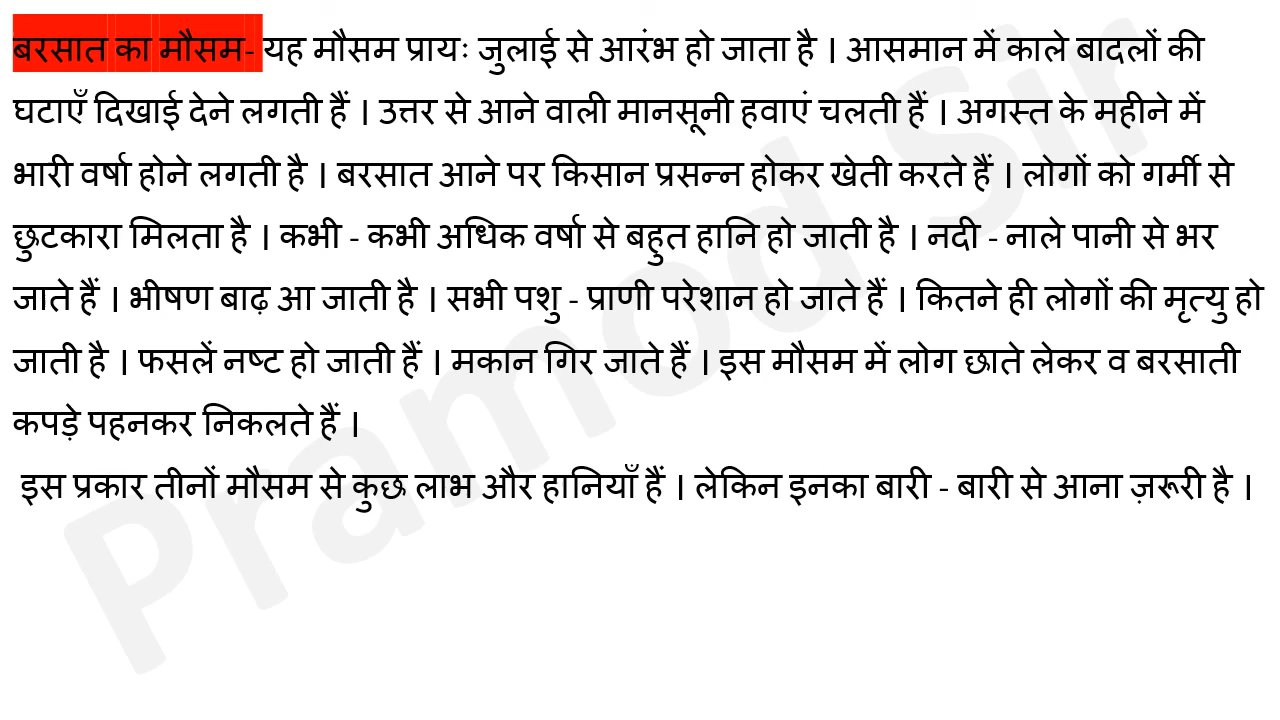 बरसात का मौसम- यह मौसम प्रायः जुलाई से आरंभ हो जाता है । आसमान में काले बादलों की
घटाएँ दिखाई देने लगती हैं । उत्तर से आने वाली मानसूनी हवाएं चलती हैं । अगस्त के महीने में
भारी वर्षा होने लगती है । बरसात आने पर किसान प्रसन्न होकर खेती करते हैं । लोगों को गर्मी से
छुटकारा मिलता है । कभी - कभी अधिक वर्षा से बहुत हानि हो जाती है । नदी - नाले पानी से भर
जाते हैं । भीषण बाढ़ आ जाती है । सभी पशु - प्राणी परेशान हो जाते हैं । कितने ही लोगों की मृत्यु हो
जाती है । फसलें नष्ट हो जाती हैं । मकान गिर जाते हैं । इस मौसम में लोग छाते लेकर व बरसाती
कपड़े पहनकर निकलते हैं ।
इस प्रकार तीनों मौसम से कुछ लाभ और हानियाँ हैं । लेकिन इनका बारी - बारी से आना ज़रूरी है ।
Pramod Sir